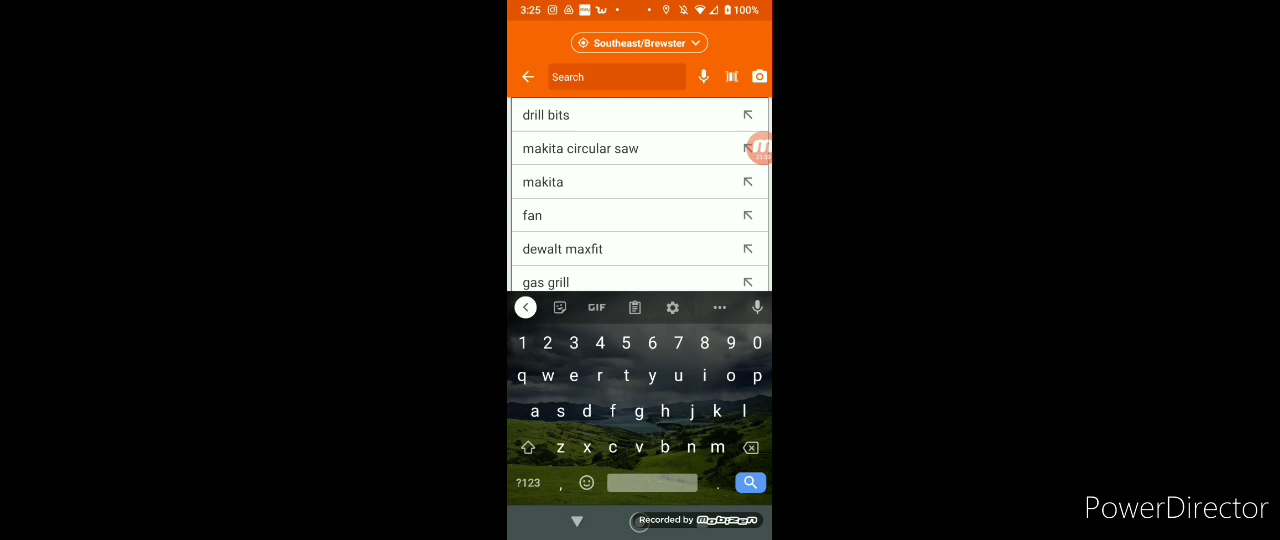 3:25 100%
Southeast/Brewster
Search
drill bits
makita circular saw
makita
fan
dewalt maxfit
gas grill
GIF
1 2 3 4 5 6 7 8 9 0
q w e r t y u i o p
a s d f g h j k l
z x c v b n m
?123 , .
Recorded by mobizen
PowerDirector